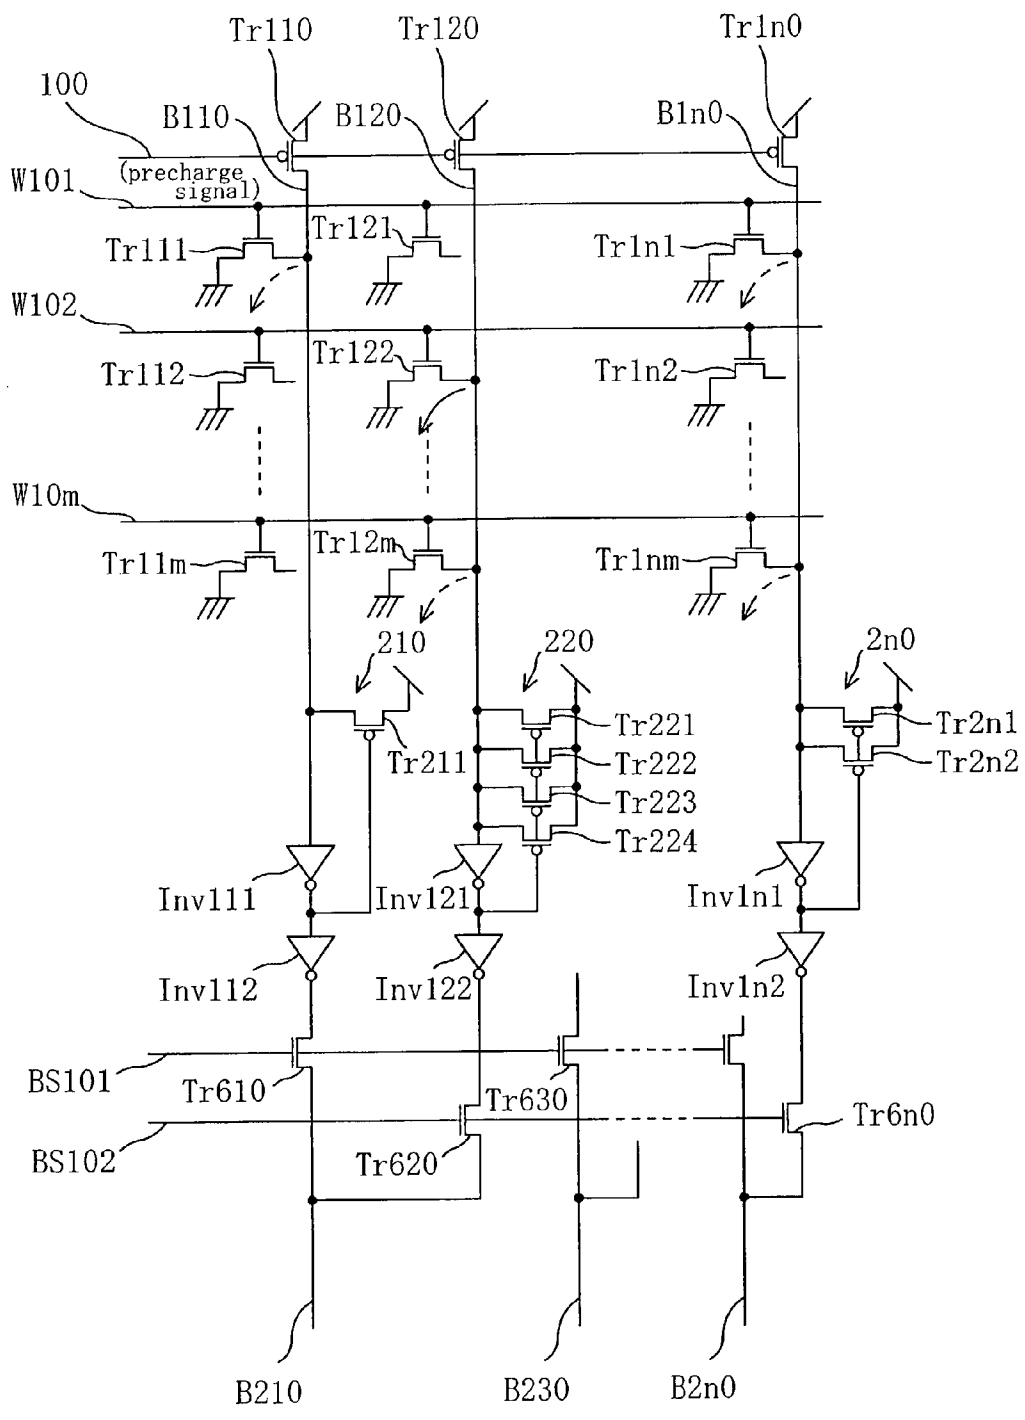 Tr110 Tr120 Tr1n0
100
B110 B120 B1n0
(precharge
signal)
W101
Tr111 Tr121 Tr1n1
W102
Tr112 Tr122 Tr1n2
W10m
Tr11m Tr12m Tr1nm
210 220 2n0
Tr211 Tr221 Tr2n1
Tr222 Tr2n2
Tr223
Tr224
Inv111 Inv121 Inv1n1
Inv112 Inv122 Inv1n2
BS101 Tr610 Tr630
BS102 Tr620 Tr6n0
B210 B230 B2n0